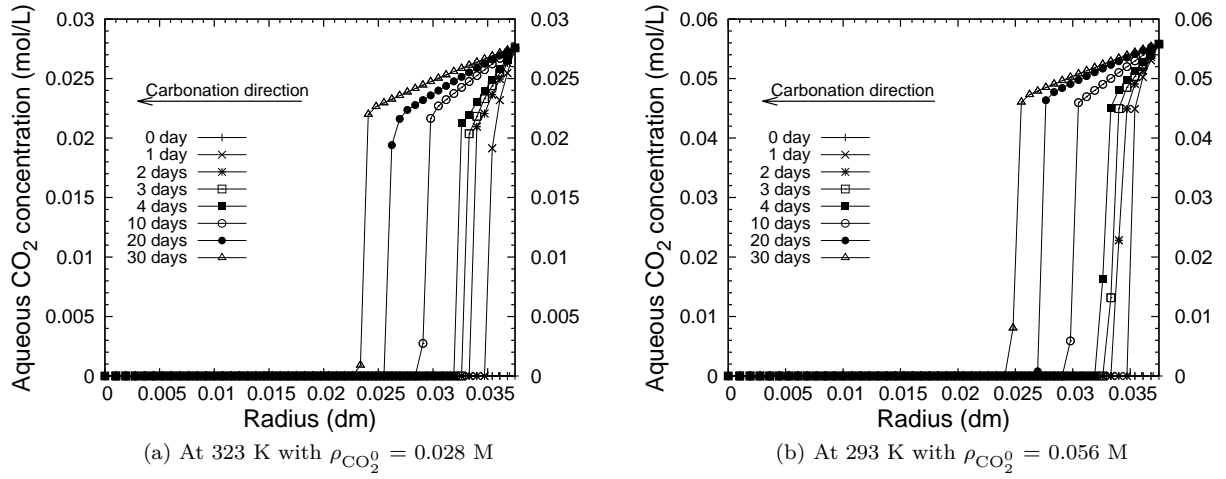 Aqueous CO2 concentration (mol/L)
0.03
0.025
0.02
0.015
0.01
0.005
0
0.03
0.025
0.02
0.015
0.01
0.005
0
Carbonation direction
0 day
1 day
2 days
3 days
4 days
10 days
20 days
30 days
0 0.005 0.01 0.015 0.02 0.025 0.03 0.035
Radius (dm)
(a) At 323 K with ρCO₂⁰ = 0.028 M
Aqueous CO2 concentration (mol/L)
0.06
0.05
0.04
0.03
0.02
0.01
0
0.06
0.05
0.04
0.03
0.02
0.01
0
Carbonation direction
0 day
1 day
2 days
3 days
4 days
10 days
20 days
30 days
0 0.005 0.01 0.015 0.02 0.025 0.03 0.035
Radius (dm)
(b) At 293 K with ρCO₂⁰ = 0.056 M